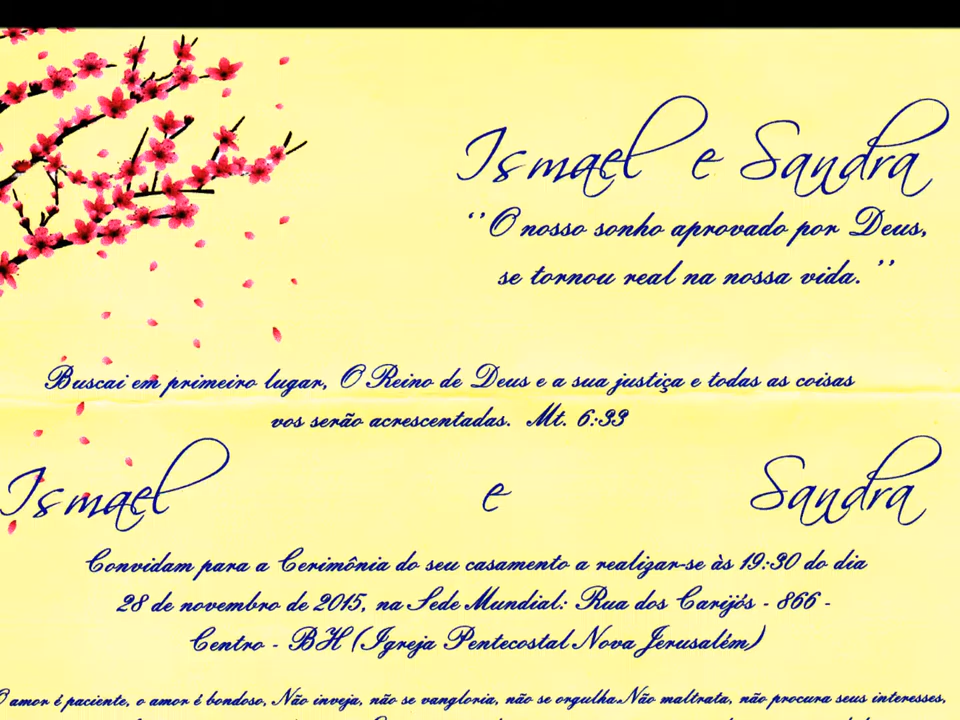 Ismael e Sandra
‘‘O nosso sonho aprovado por Deus,
se tornou real na nossa vida.’’
Buscai em primeiro lugar, O Reino de Deus e a sua justiça e todas as coisas
vos serão acrescentadas. Mt. 6:33
Ismael e Sandra
Convidam para a Cerimônia do seu casamento a realizar-se às 19:30 do dia
28 de novembro de 2015, na Sede Mundial: Rua dos Carijós - 866 -
Centro - BH (Igreja Pentecostal Nova Jerusalém)
O amor é paciente, o amor é bondoso, Não inveja, não se vangloria, não se orgulha.Não maltrata, não procura seus interesses,